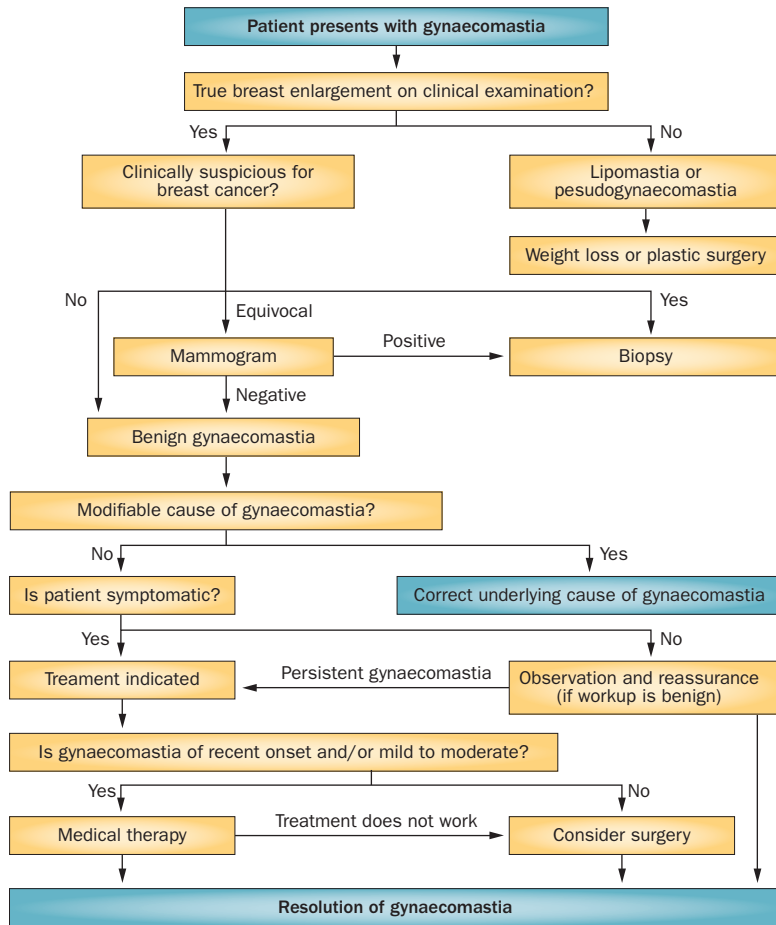 Patient presents with gynaecomastia
True breast enlargement on clinical examination?
Yes
No
Clinically suspicious for
breast cancer?
Lipomastia or
pesudogynaecomastia
Weight loss or plastic surgery
No
Equivocal
Yes
Mammogram
Positive
Biopsy
Negative
Benign gynaecomastia
Modifiable cause of gynaecomastia?
No
Yes
Is patient symptomatic?
Correct underlying cause of gynaecomastia
Yes
No
Treament indicated
Persistent gynaecomastia
Observation and reassurance
(if workup is benign)
Is gynaecomastia of recent onset and/or mild to moderate?
Yes
No
Medical therapy
Treatment does not work
Consider surgery
Resolution of gynaecomastia